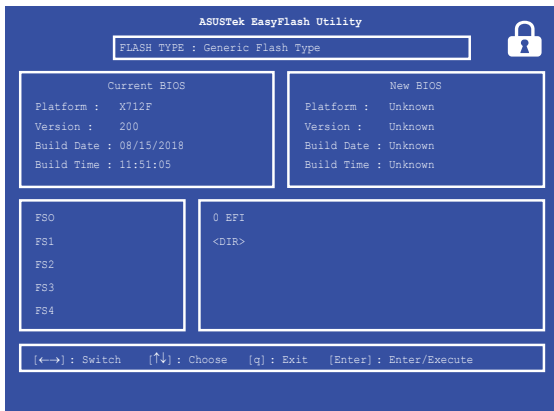 ASUSTek EasyFlash Utility
FLASH TYPE : Generic Flash Type
Current BIOS
Platform : X712F
Version : 200
Build Date : 08/15/2018
Build Time : 11:51:05
New BIOS
Platform : Unknown
Version : Unknown
Build Date : Unknown
Build Time : Unknown
FSO
FS1
FS2
FS3
FS4
0 EFI
<DIR>
[←→] : Switch [↑↓] : Choose [q] : Exit [Enter] : Enter/Execute